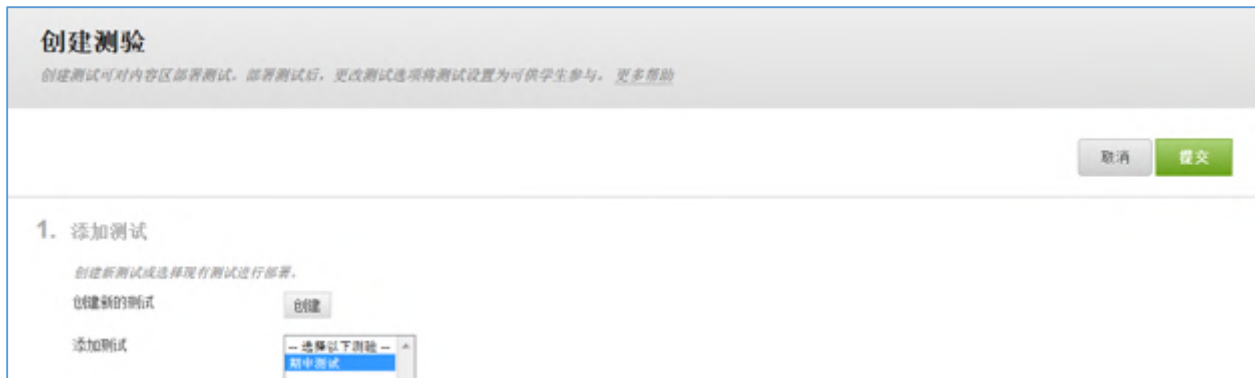 创建测验
创建测试可对内容区部署测试。部署测试后，更改测试选项将测试设置为可供学生参与。 更多帮助
取消 提交
1. 添加测试
创建新测试或选择现有测试进行部署。
创建新的测试 创建
添加测试 -- 选择以下测验 --
期中测试